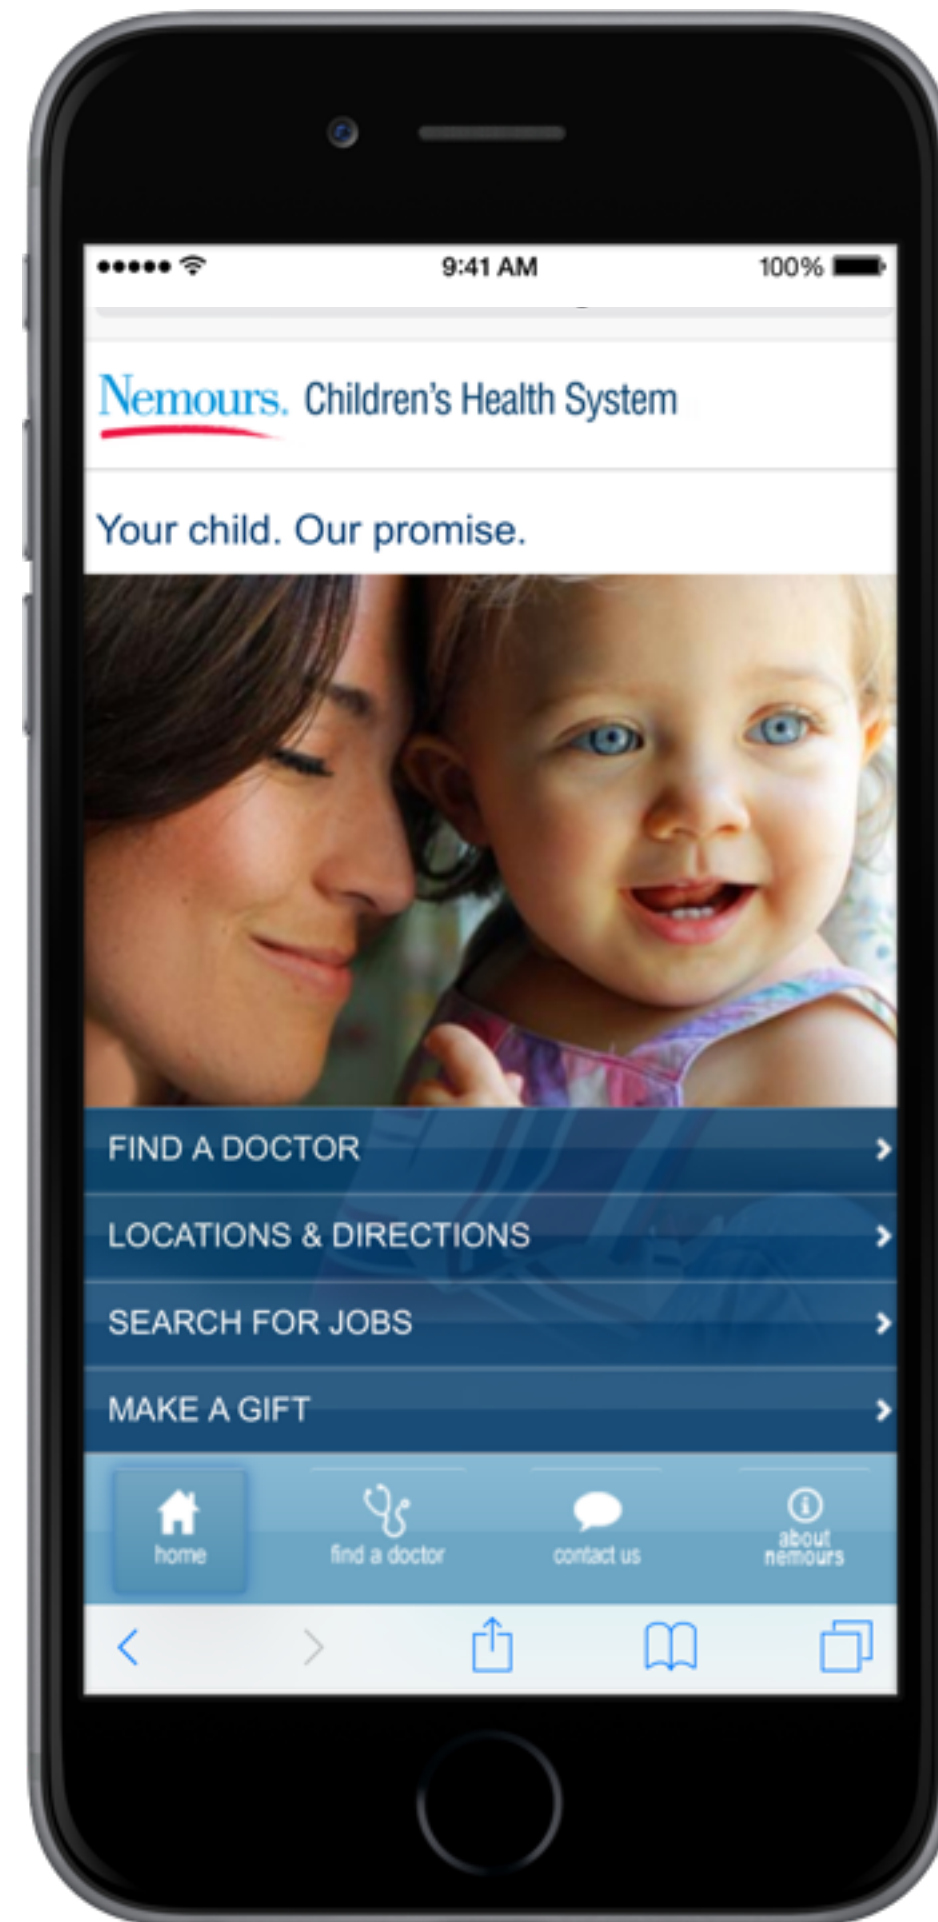 9:41 AM 100%
Nemours. Children's Health System
Your child. Our promise.
FIND A DOCTOR
LOCATIONS & DIRECTIONS
SEARCH FOR JOBS
MAKE A GIFT
home find a doctor contact us about nemours